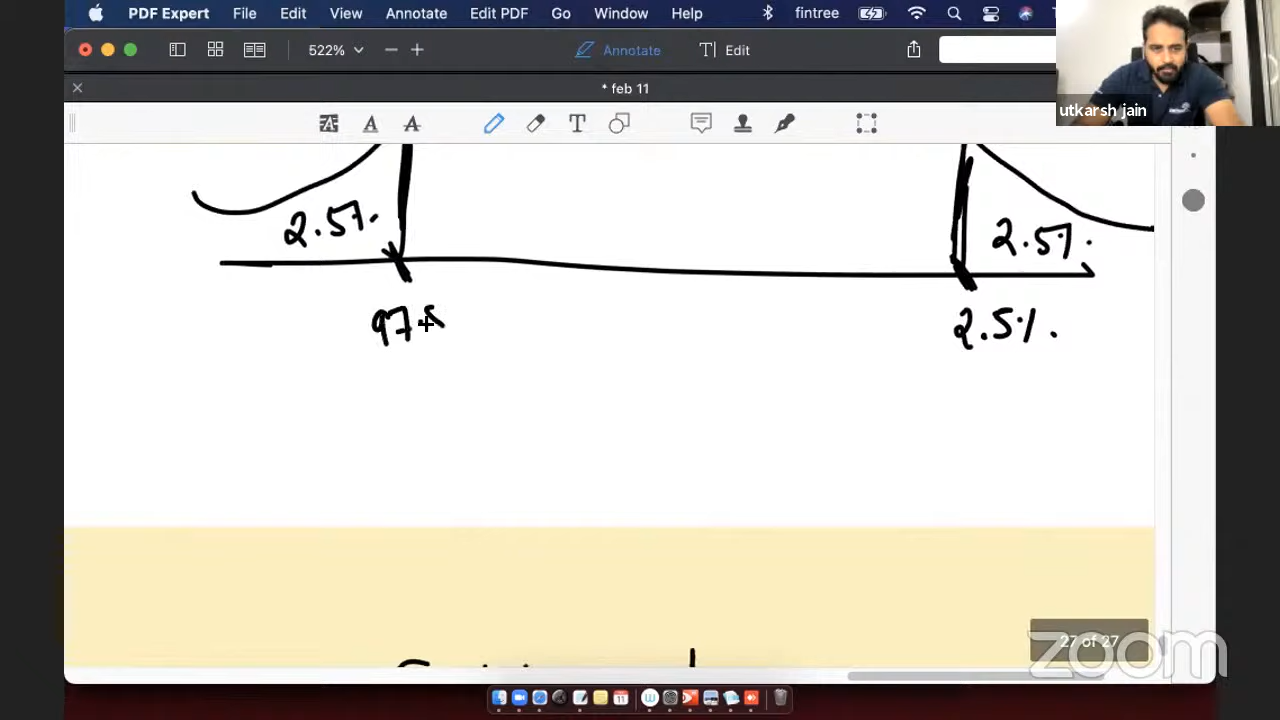 PDF Expert File Edit View Annotate Edit PDF Go Window Help fintree
522% Annotate T| Edit
* feb 11
utkarsh jain
2.5%.
2.5%.
97.5
2.5%.
27 of 27
zoom